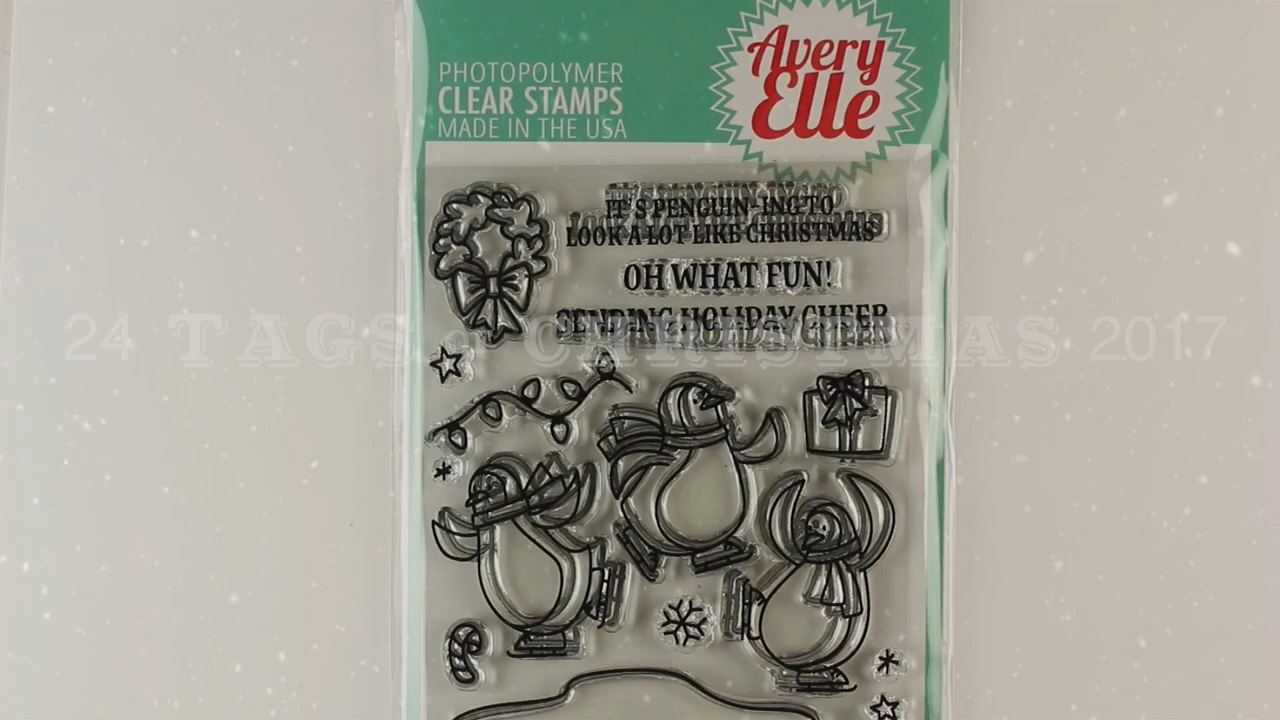 PHOTOPOLYMER
CLEAR STAMPS
MADE IN THE USA
Avery
Elle
IT'S PENGUIN-ING TO
LOOK A LOT LIKE CHRISTMAS
OH WHAT FUN!
SENDING HOLIDAY CHEER
24 TAGS of CHRISTMAS 2017